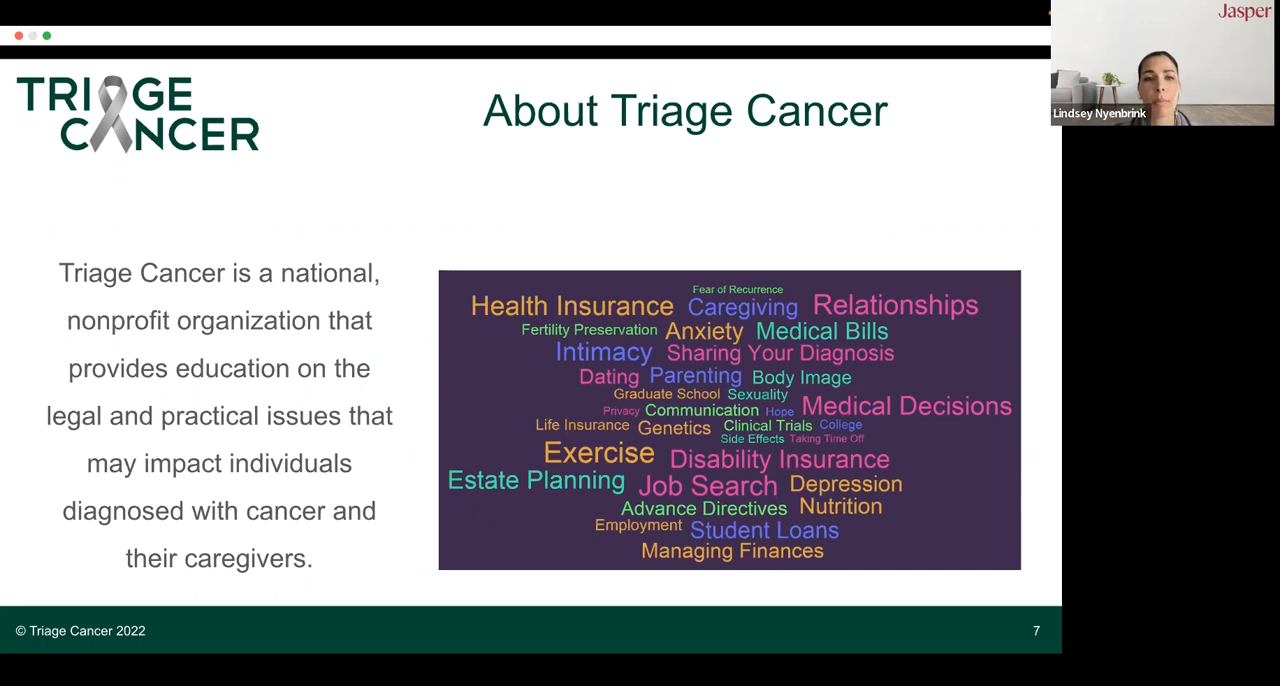 Jasper
Lindsey Nyenbrink
TRIAGE
CANCER
About Triage Cancer
Triage Cancer is a national,
nonprofit organization that
provides education on the
legal and practical issues that
may impact individuals
diagnosed with cancer and
their caregivers.
Fear of Recurrence
Health Insurance Caregiving Relationships
Fertility Preservation Anxiety Medical Bills
Intimacy Sharing Your Diagnosis
Dating Parenting Body Image
Graduate School Sexuality
Privacy Communication Hope Medical Decisions
Life Insurance Genetics Clinical Trials College
Side Effects Taking Time Off
Exercise Disability Insurance
Estate Planning Job Search Depression
Advance Directives Nutrition
Employment Student Loans
Managing Finances
© Triage Cancer 2022
7